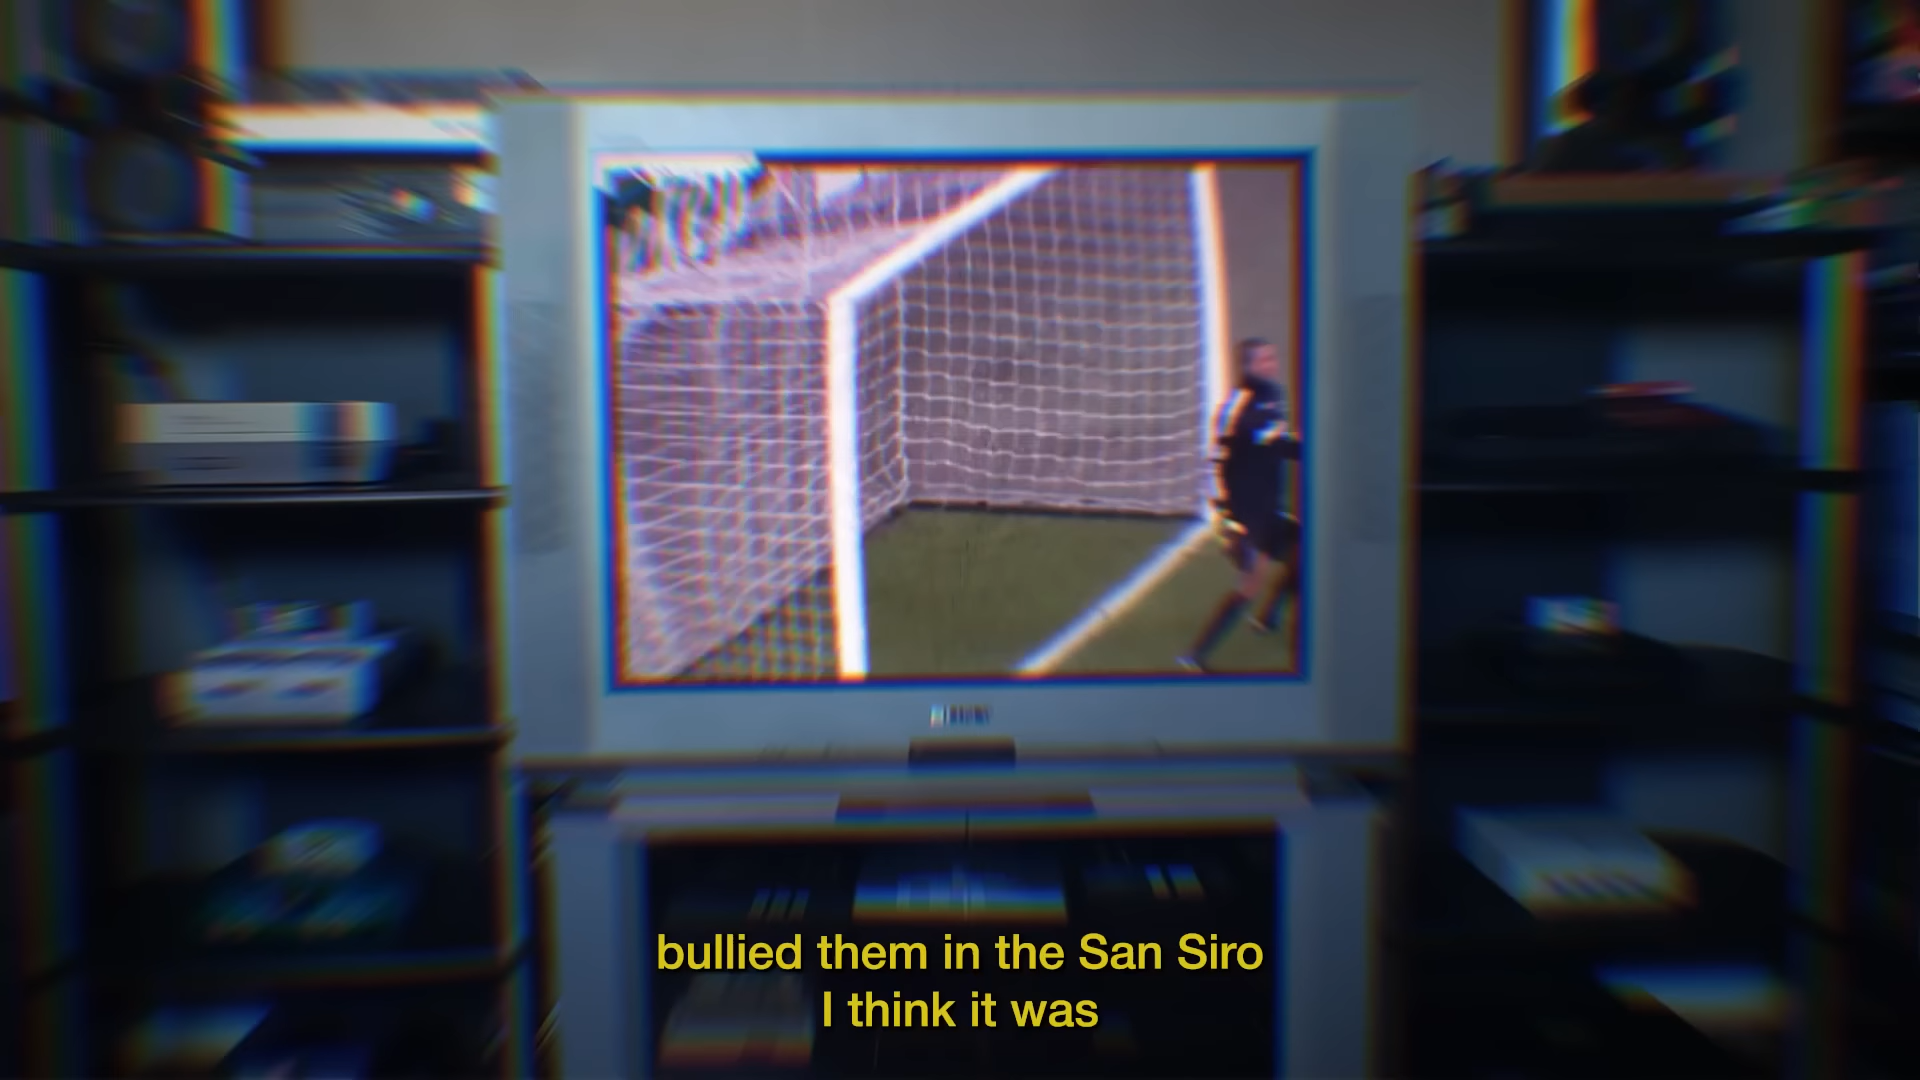 bullied them in the San Siro
I think it was